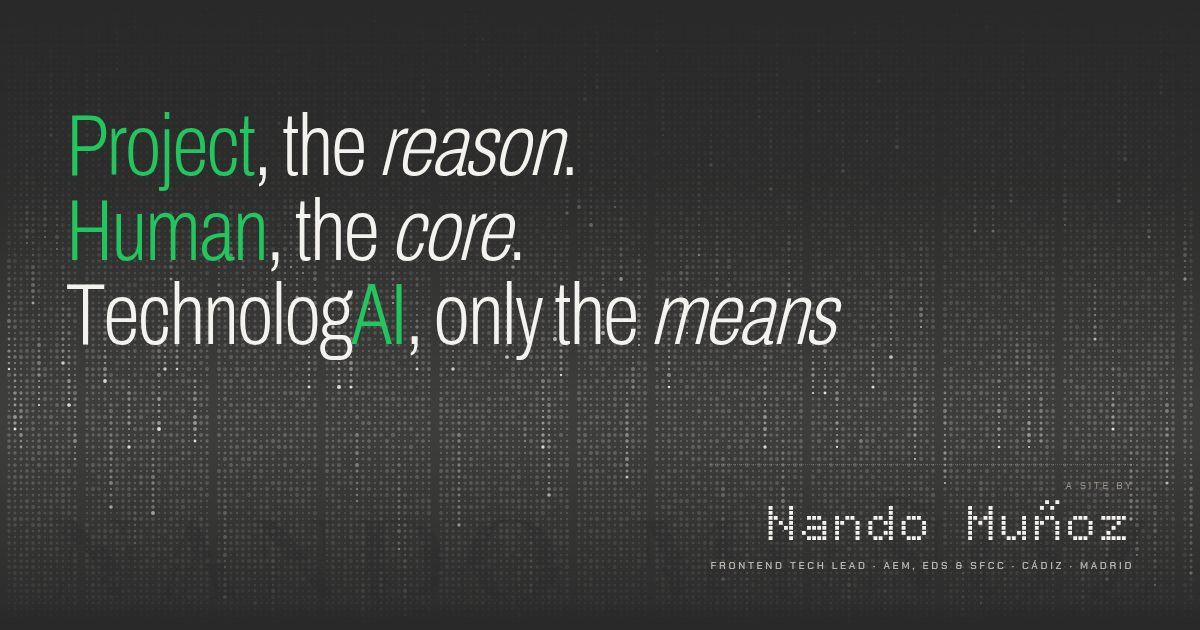 Project, the reason.
Human, the core.
TechnologAI, only the means
A SITE BY
Nando Muñoz
FRONTEND TECH LEAD · AEM, EDS & SFCC · CÁDIZ · MADRID